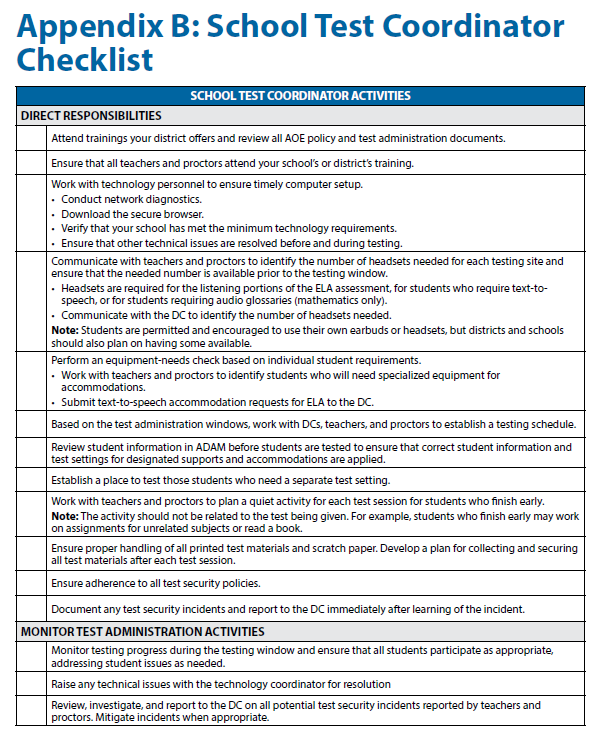 Appendix B: School Test Coordinator
Checklist
SCHOOL TEST COORDINATOR ACTIVITIES
DIRECT RESPONSIBILITIES
Attend trainings your district offers and review all AOE policy and test administration documents.
Ensure that all teachers and proctors attend your school's or district's training.
Work with technology personnel to ensure timely computer setup.
• Conduct network diagnostics.
• Download the secure browser.
• Verify that your school has met the minimum technology requirements.
• Ensure that other technical issues are resolved before and during testing.
Communicate with teachers and proctors to identify the number of headsets needed for each testing site and
ensure that the needed number is available prior to the testing window.
• Headsets are required for the listening portions of the ELA assessment, for students who require text-to-
speech, or for students requiring audio glossaries (mathematics only).
• Communicate with the DC to identify the number of headsets needed.
Note: Students are permitted and encouraged to use their own earbuds or headsets, but districts and schools
should also plan on having some available.
Perform an equipment-needs check based on individual student requirements.
• Work with teachers and proctors to identify students who will need specialized equipment for
accommodations.
• Submit text-to-speech accommodation requests for ELA to the DC.
Based on the test administration windows, work with DCs, teachers, and proctors to establish a testing schedule.
Review student information in ADAM before students are tested to ensure that correct student information and
test settings for designated supports and accommodations are applied.
Establish a place to test those students who need a separate test setting.
Work with teachers and proctors to plan a quiet activity for each test session for students who finish early.
Note: The activity should not be related to the test being given. For example, students who finish early may work
on assignments for unrelated subjects or read a book.
Ensure proper handling of all printed test materials and scratch paper. Develop a plan for collecting and securing
all test materials after each test session.
Ensure adherence to all test security policies.
Document any test security incidents and report to the DC immediately after learning of the incident.
MONITOR TEST ADMINISTRATION ACTIVITIES
Monitor testing progress during the testing window and ensure that all students participate as appropriate,
addressing student issues as needed.
Raise any technical issues with the technology coordinator for resolution
Review, investigate, and report to the DC on all potential test security incidents reported by teachers and
proctors. Mitigate incidents when appropriate.